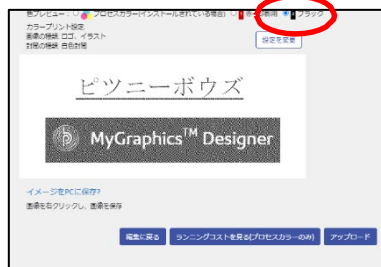 色プレビュー: プロセスカラー(インストールされている場合) ブラック
カラープリント設定
画像の種類 ロゴ、イラスト
封筒の種類 白色封筒
設定を変更
ピツニーボウズ
MyGraphics™ Designer
イメージをPCに保存?
画像を右クリックし、画像を保存
編集に戻る ランニングコストを見る(プロセスカラーのみ) アップロード